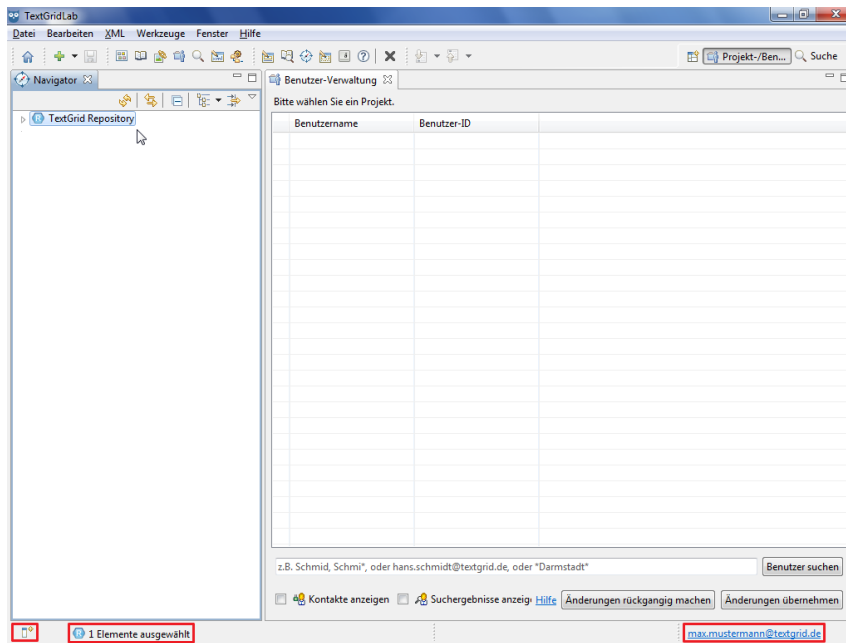 TextGridLab
Datei Bearbeiten XML Werkzeuge Fenster Hilfe
Projekt-/Ben... Suche
Navigator
Benutzer-Verwaltung
Bitte wählen Sie ein Projekt.
TextGrid Repository
Benutzername Benutzer-ID
z.B. Schmid, Schmi*, oder hans.schmidt@textgrid.de, oder *Darmstadt*
Benutzer suchen
Kontakte anzeigen Suchergebnisse anzeig Hilfe Änderungen rückgangig machen Änderungen übernehmen
1 Elemente ausgewählt
max.mustermann@textgrid.de